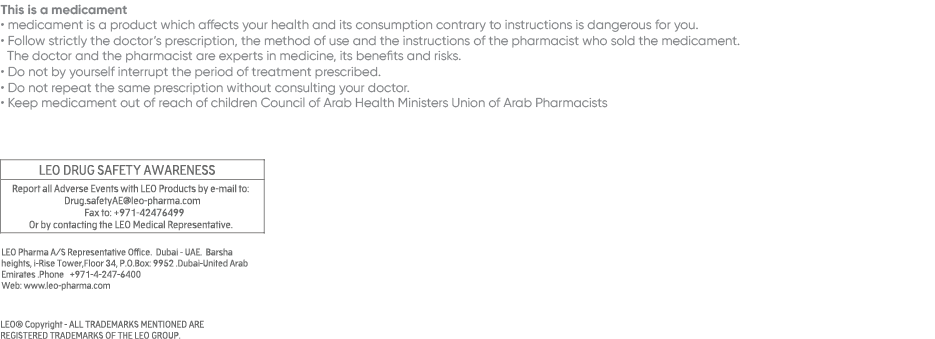 This is a medicament
• medicament is a product which affects your health and its consumption contrary to instructions is dangerous for you.
• Follow strictly the doctor's prescription, the method of use and the instructions of the pharmacist who sold the medicament.
The doctor and the pharmacist are experts in medicine, its benefits and risks.
• Do not by yourself interrupt the period of treatment prescribed.
• Do not repeat the same prescription without consulting your doctor.
• Keep medicament out of reach of children Council of Arab Health Ministers Union of Arab Pharmacists
LEO DRUG SAFETY AWARENESS
Report all Adverse Events with LEO Products by e-mail to:
Drug.safetyAE@leo-pharma.com
Fax to: +971-42476499
Or by contacting the LEO Medical Representative.
LEO Pharma A/S Representative Office. Dubai - UAE. Barsha
heights, i-Rise Tower,Floor 34, P.O.Box: 9952 .Dubai-United Arab
Emirates .Phone +971-4-247-6400
Web: www.leo-pharma.com
LEO® Copyright - ALL TRADEMARKS MENTIONED ARE
REGISTERED TRADEMARKS OF THE LEO GROUP.